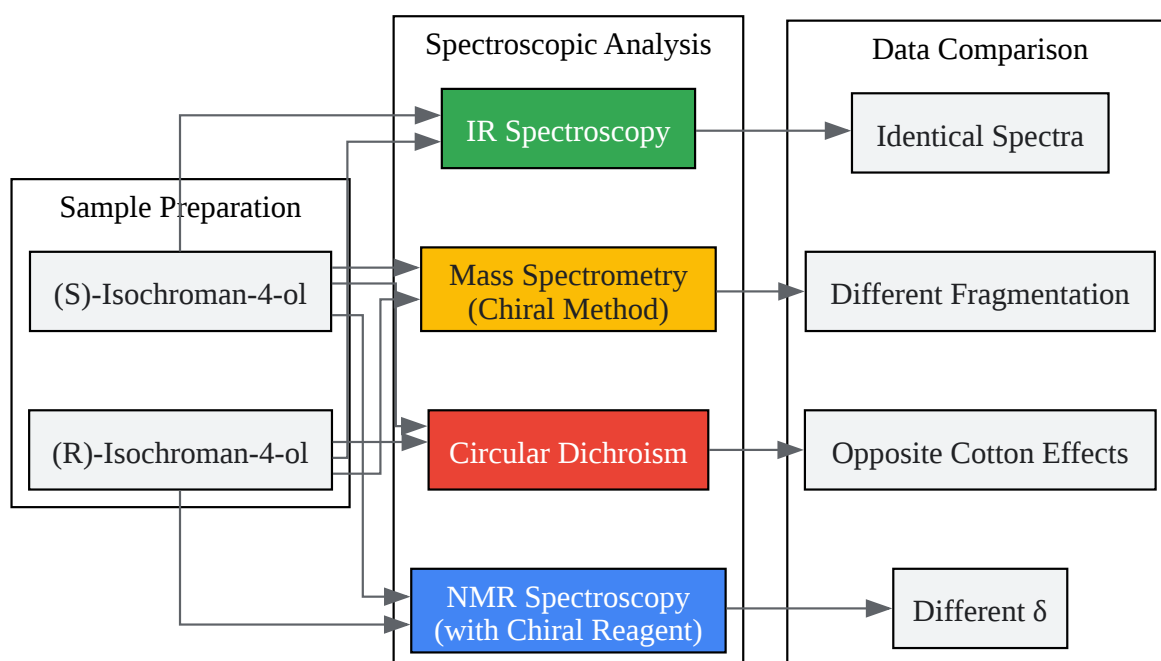 Sample Preparation
(S)-Isochroman-4-ol
(R)-Isochroman-4-ol
Spectroscopic Analysis
IR Spectroscopy
Mass Spectrometry
(Chiral Method)
Circular Dichroism
NMR Spectroscopy
(with Chiral Reagent)
Data Comparison
Identical Spectra
Different Fragmentation
Opposite Cotton Effects
Different δ